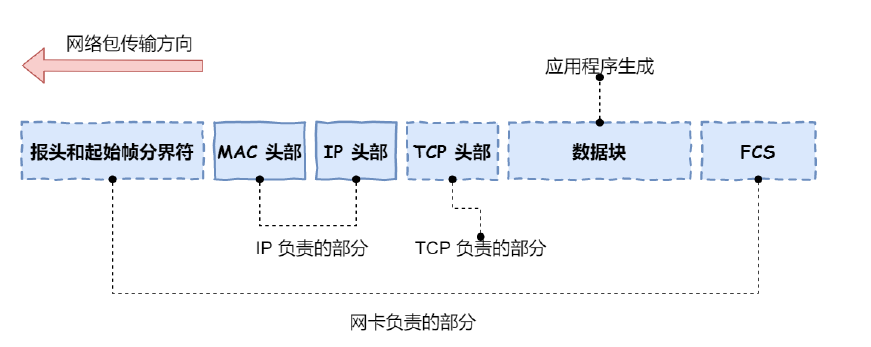 网络包传输方向
应用程序生成
报头和起始帧分界符
MAC 头部
IP 头部
TCP 头部
数据块
FCS
IP 负责的部分
TCP 负责的部分
网卡负责的部分